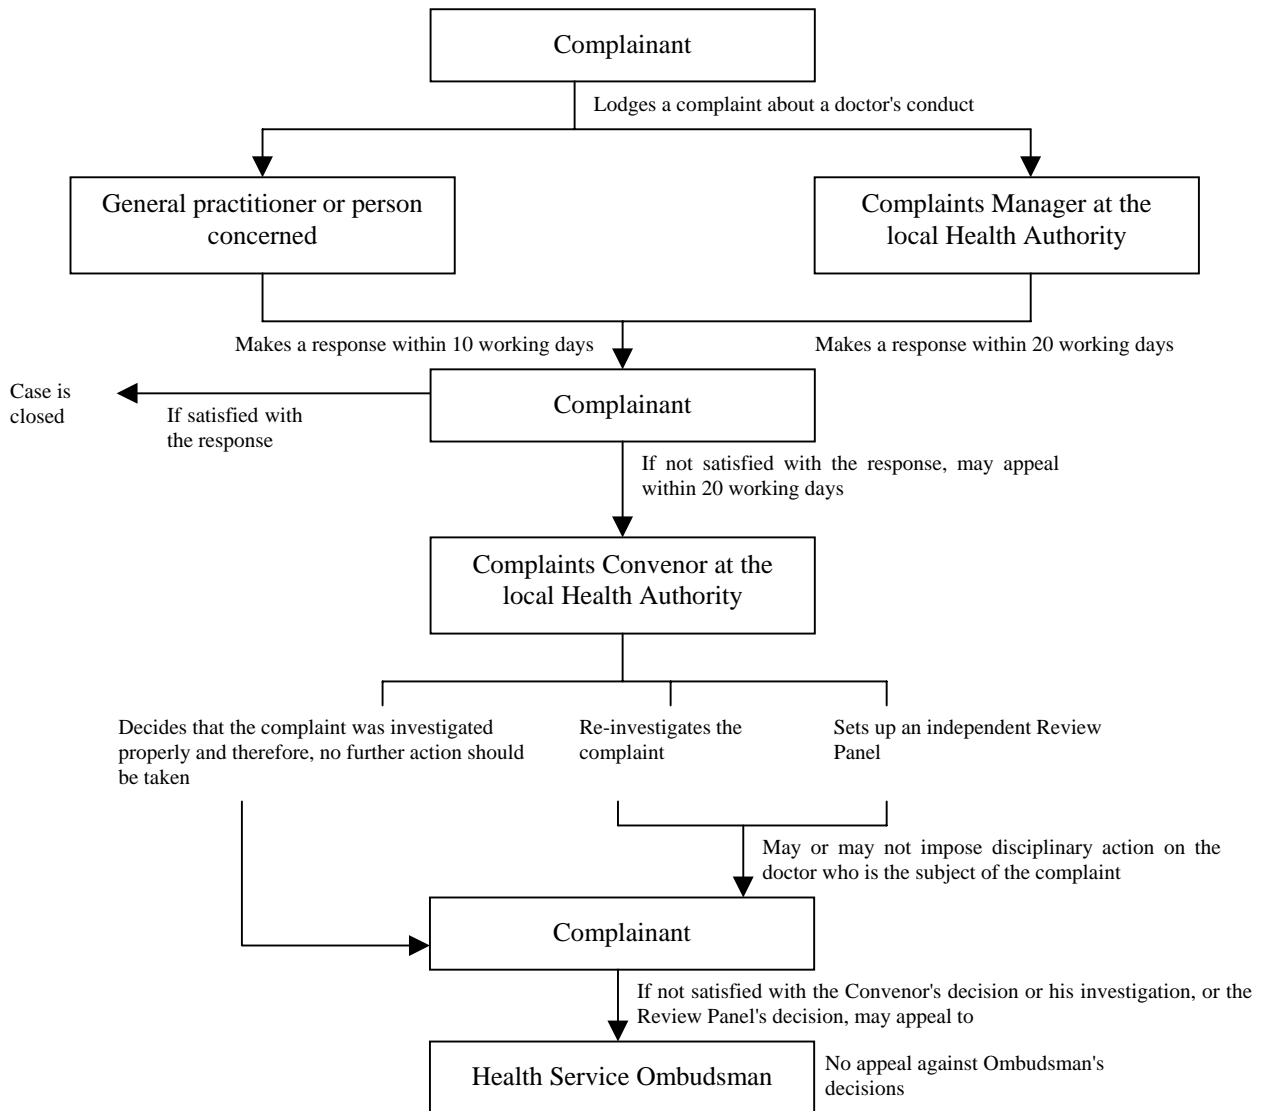 Complainant
Lodges a complaint about a doctor's conduct
General practitioner or person
concerned
Complaints Manager at the
local Health Authority
Makes a response within 10 working days
Makes a response within 20 working days
Case is
closed
If satisfied with
the response
Complainant
If not satisfied with the response, may appeal
within 20 working days
Complaints Convenor at the
local Health Authority
Decides that the complaint was investigated
properly and therefore, no further action should
be taken
Re-investigates the
complaint
Sets up an independent Review
Panel
May or may not impose disciplinary action on the
doctor who is the subject of the complaint
Complainant
If not satisfied with the Convenor's decision or his investigation, or the
Review Panel's decision, may appeal to
Health Service Ombudsman
No appeal against Ombudsman's
decisions